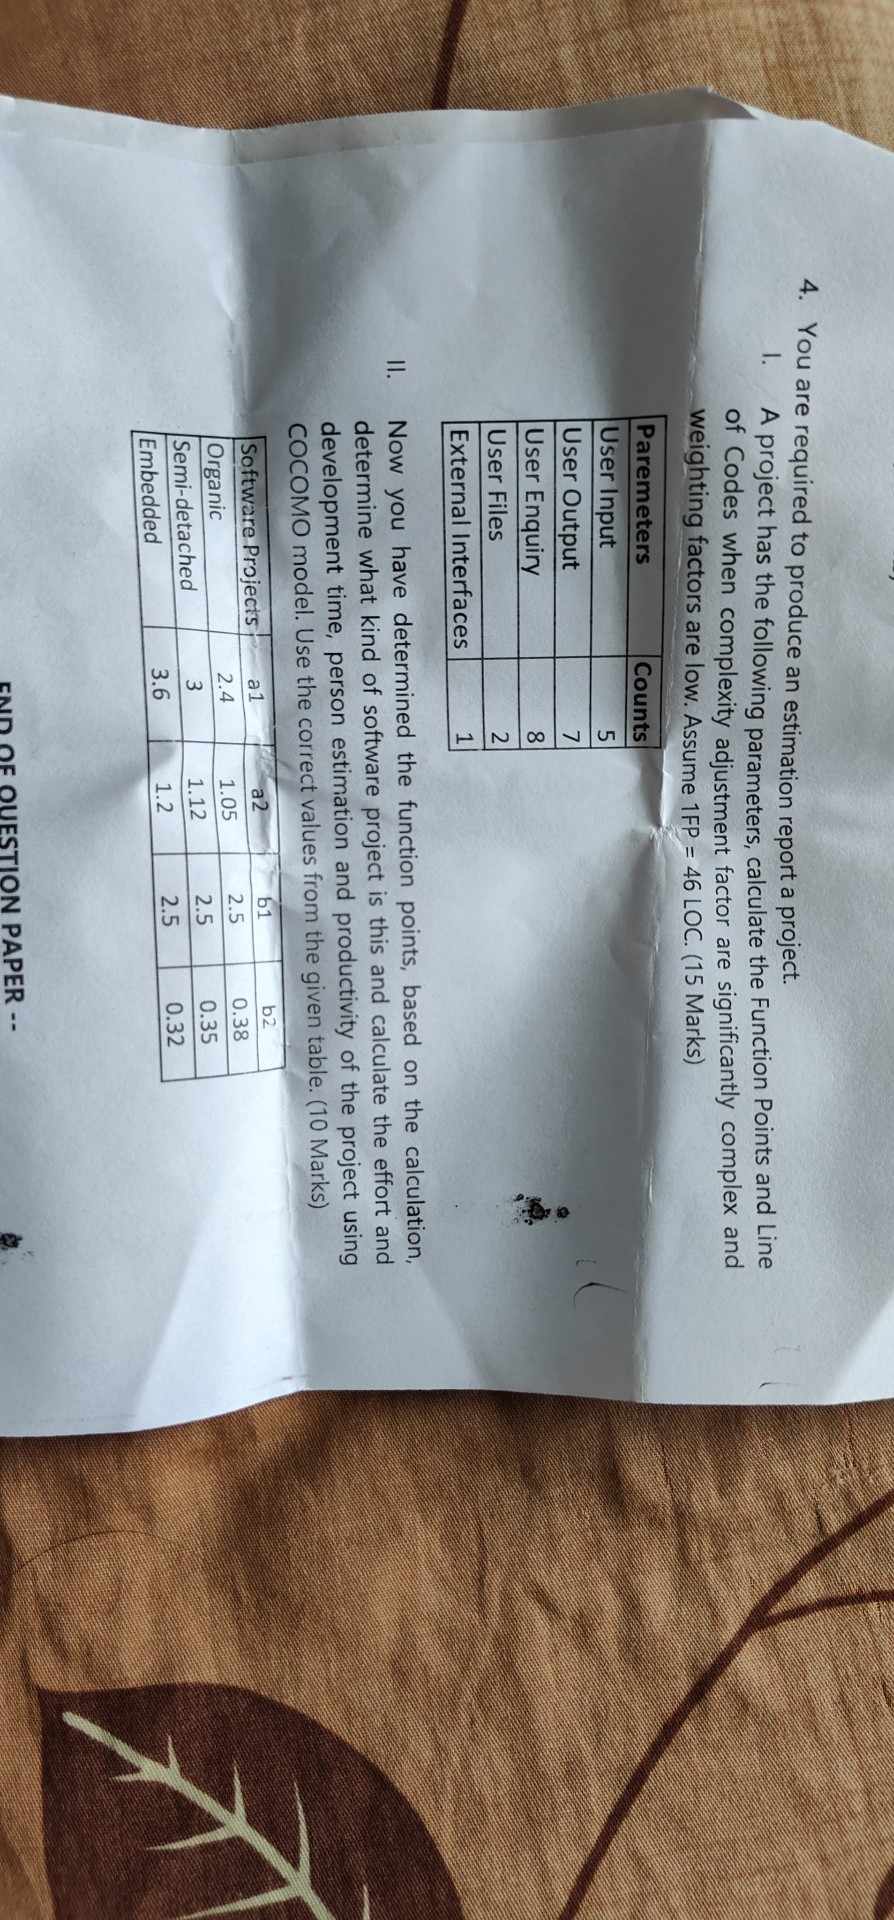 4. You are required to produce an estimation report a project.
I. A project has the following parameters, calculate the Function Points and Line
of Codes when complexity adjustment factor are significantly complex and
weighting factors are low. Assume 1FP = 46 LOC. (15 Marks)
Paremeters Counts
User Input 5
User Output 7
User Enquiry 8
User Files 2
External Interfaces 1
II. Now you have determined the function points, based on the calculation,
determine what kind of software project is this and calculate the effort and
development time, person estimation and productivity of the project using
COCOMO model. Use the correct values from the given table. (10 Marks)
Software Projects a1 a2 b1 b2
Organic 2.4 1.05 2.5 0.38
Semi-detached 3 1.12 2.5 0.35
Embedded 3.6 1.2 2.5 0.32
END OF QUESTION PAPER --